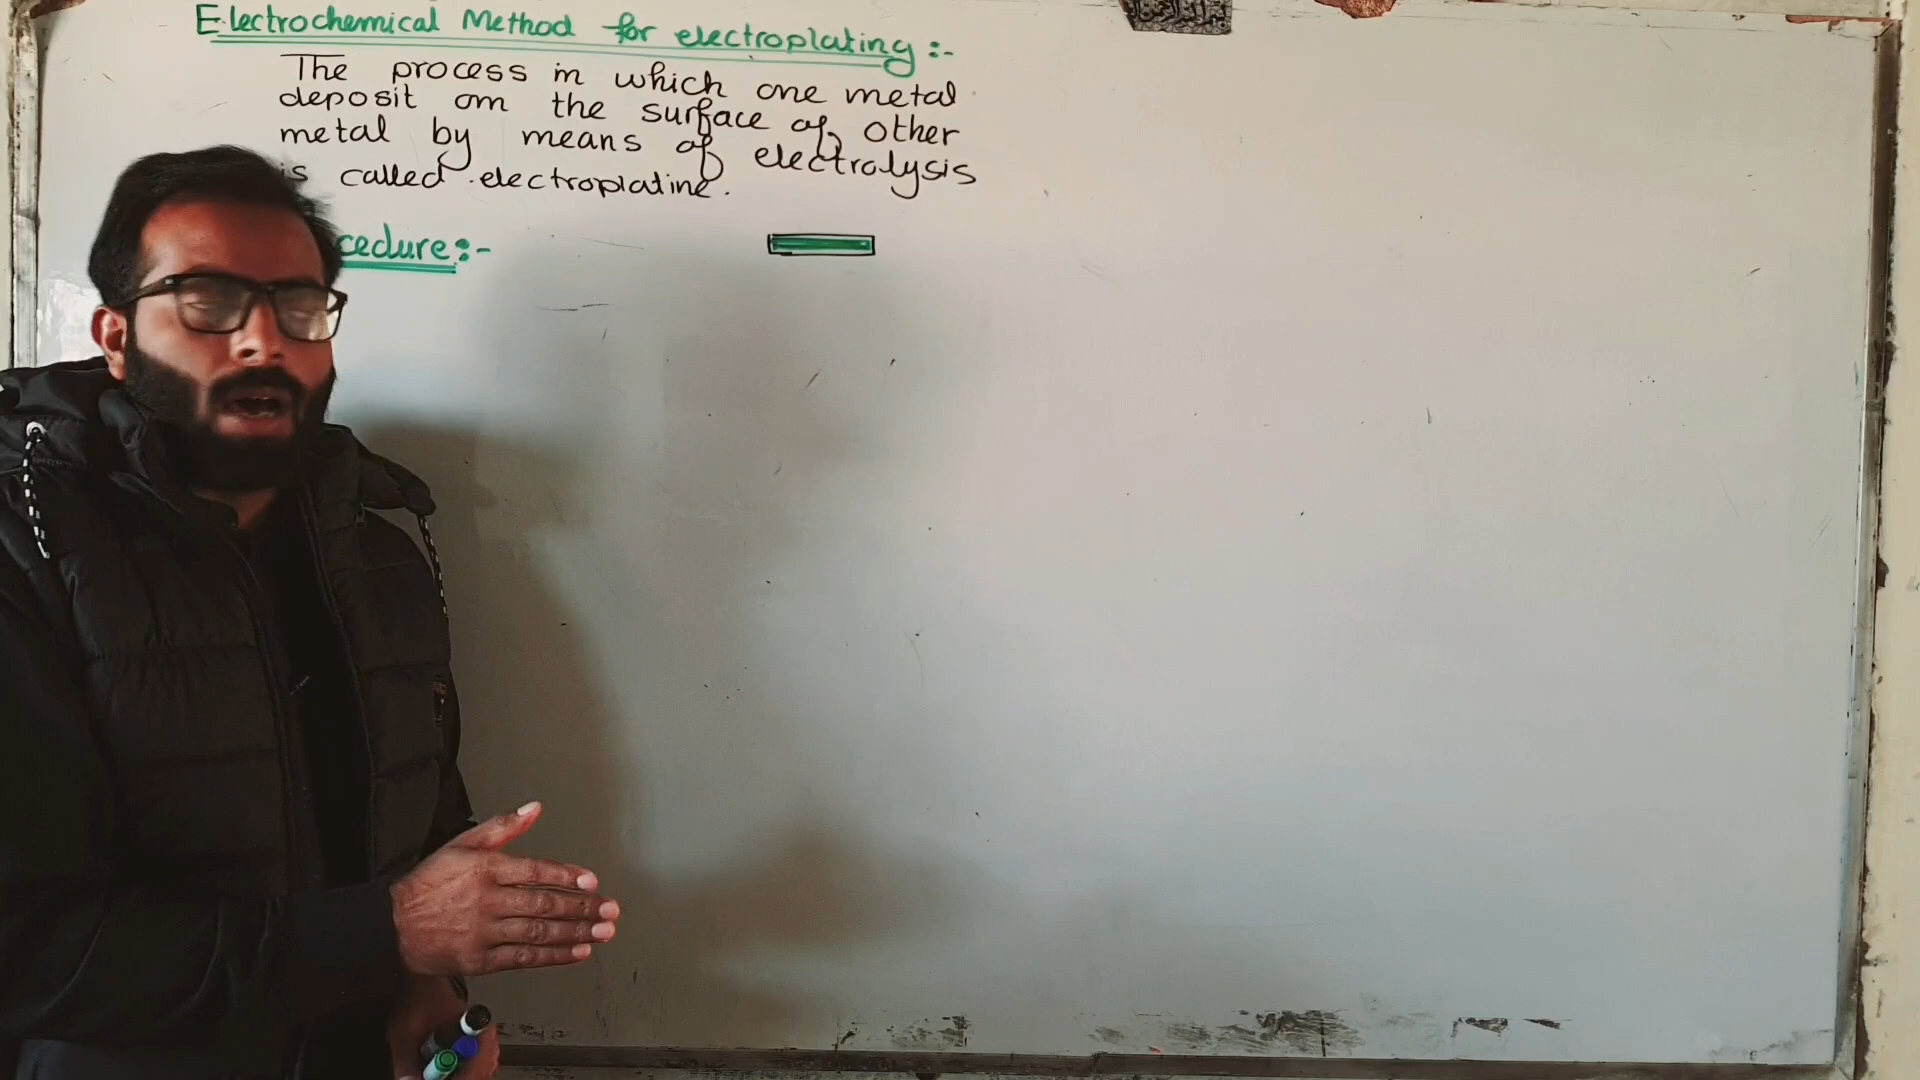 Electrochemical Method for electroplating :-
The process in which one metal
deposit on the surface of other
metal by means of electrolysis
is called electroplatine.
cedure :-